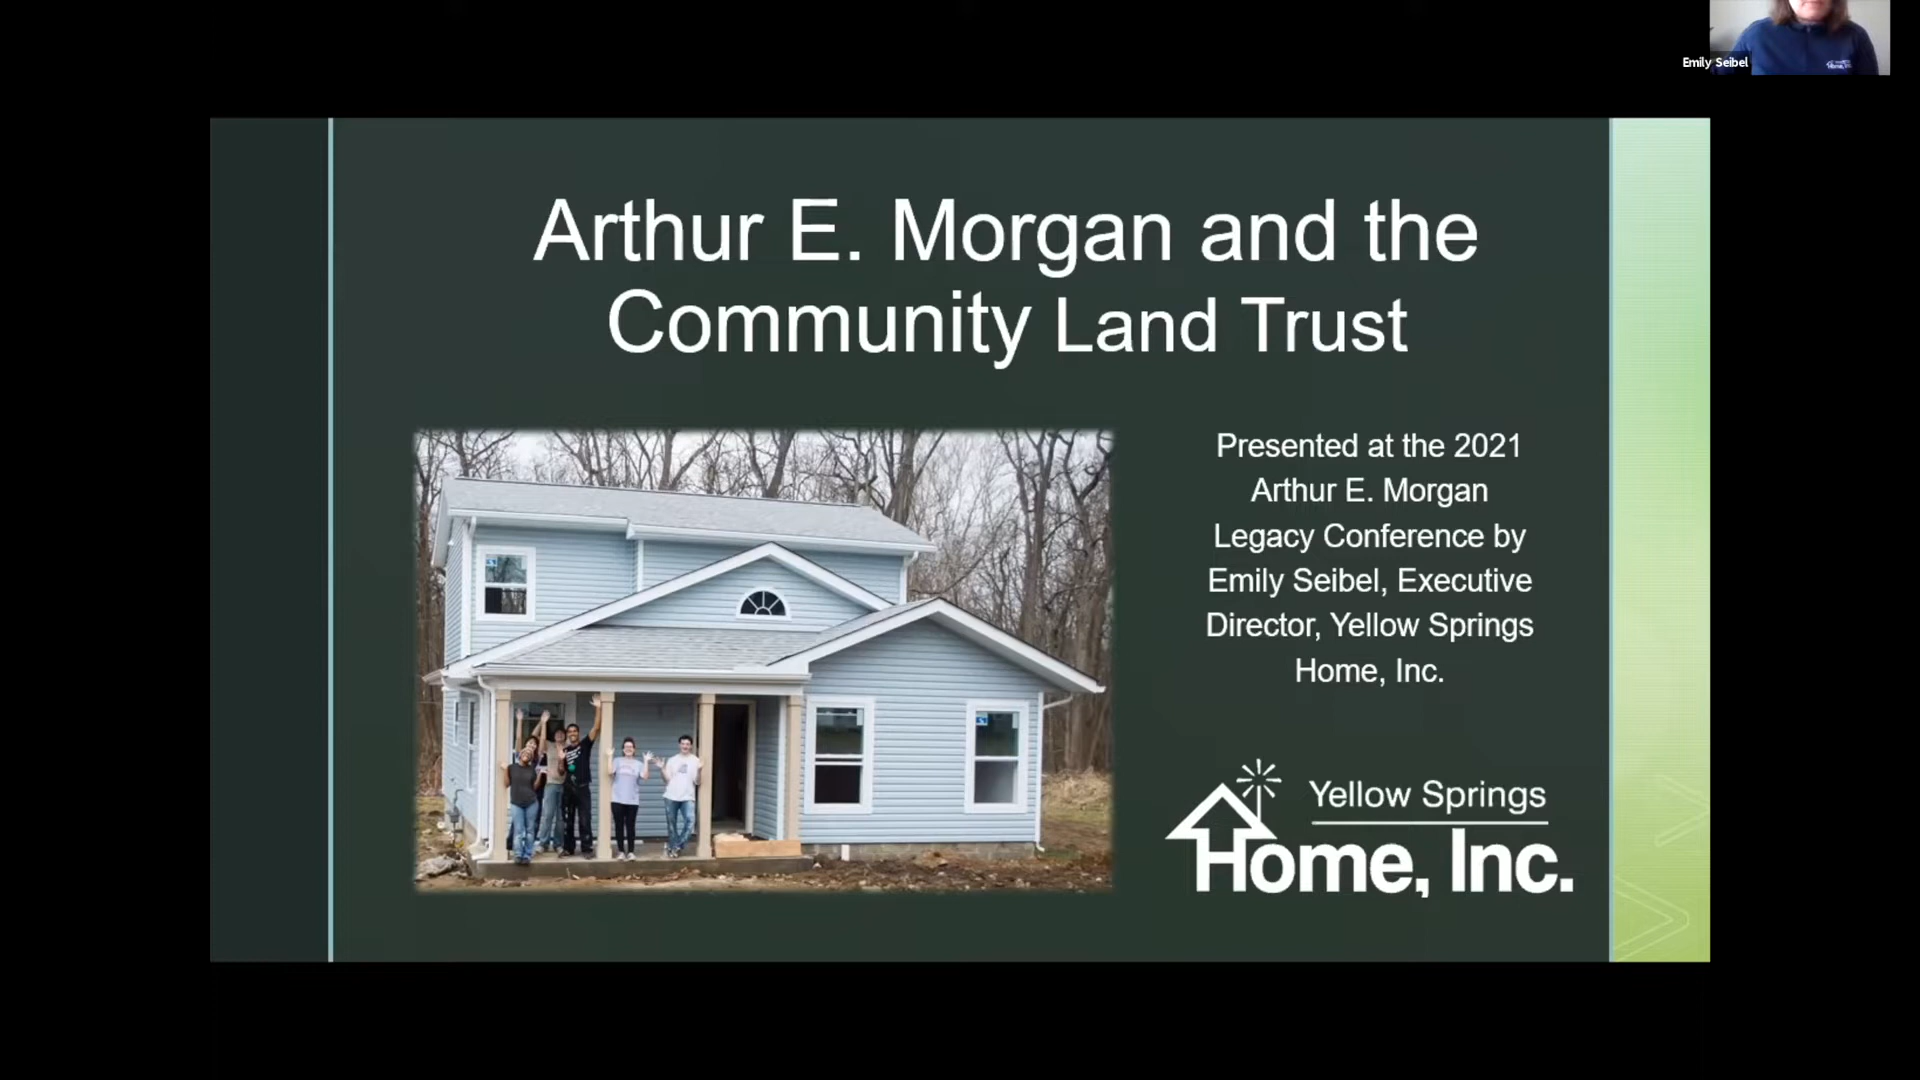 Emily Seibel
Arthur E. Morgan and the
Community Land Trust
Presented at the 2021
Arthur E. Morgan
Legacy Conference by
Emily Seibel, Executive
Director, Yellow Springs
Home, Inc.
Yellow Springs
Home, Inc.